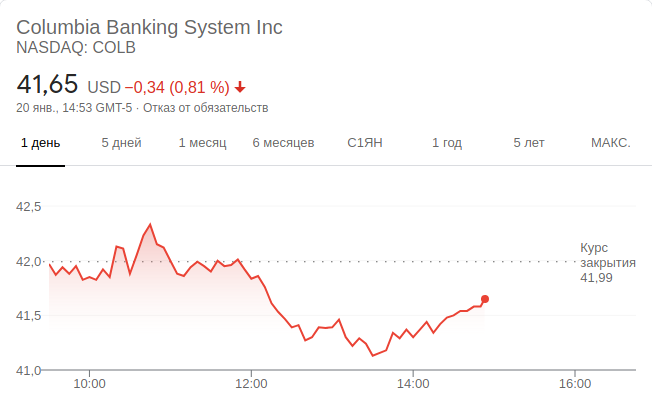 Columbia Banking System Inc
NASDAQ: COLB
41,65 USD −0,34 (0,81 %)
20 янв., 14:53 GMT-5 · Отказ от обязательств
1 день 5 дней 1 месяц 6 месяцев С1ЯН 1 год 5 лет МАКС.
42,5
42,0
41,5
41,0
Курс
закрытия
41,99
10:00 12:00 14:00 16:00